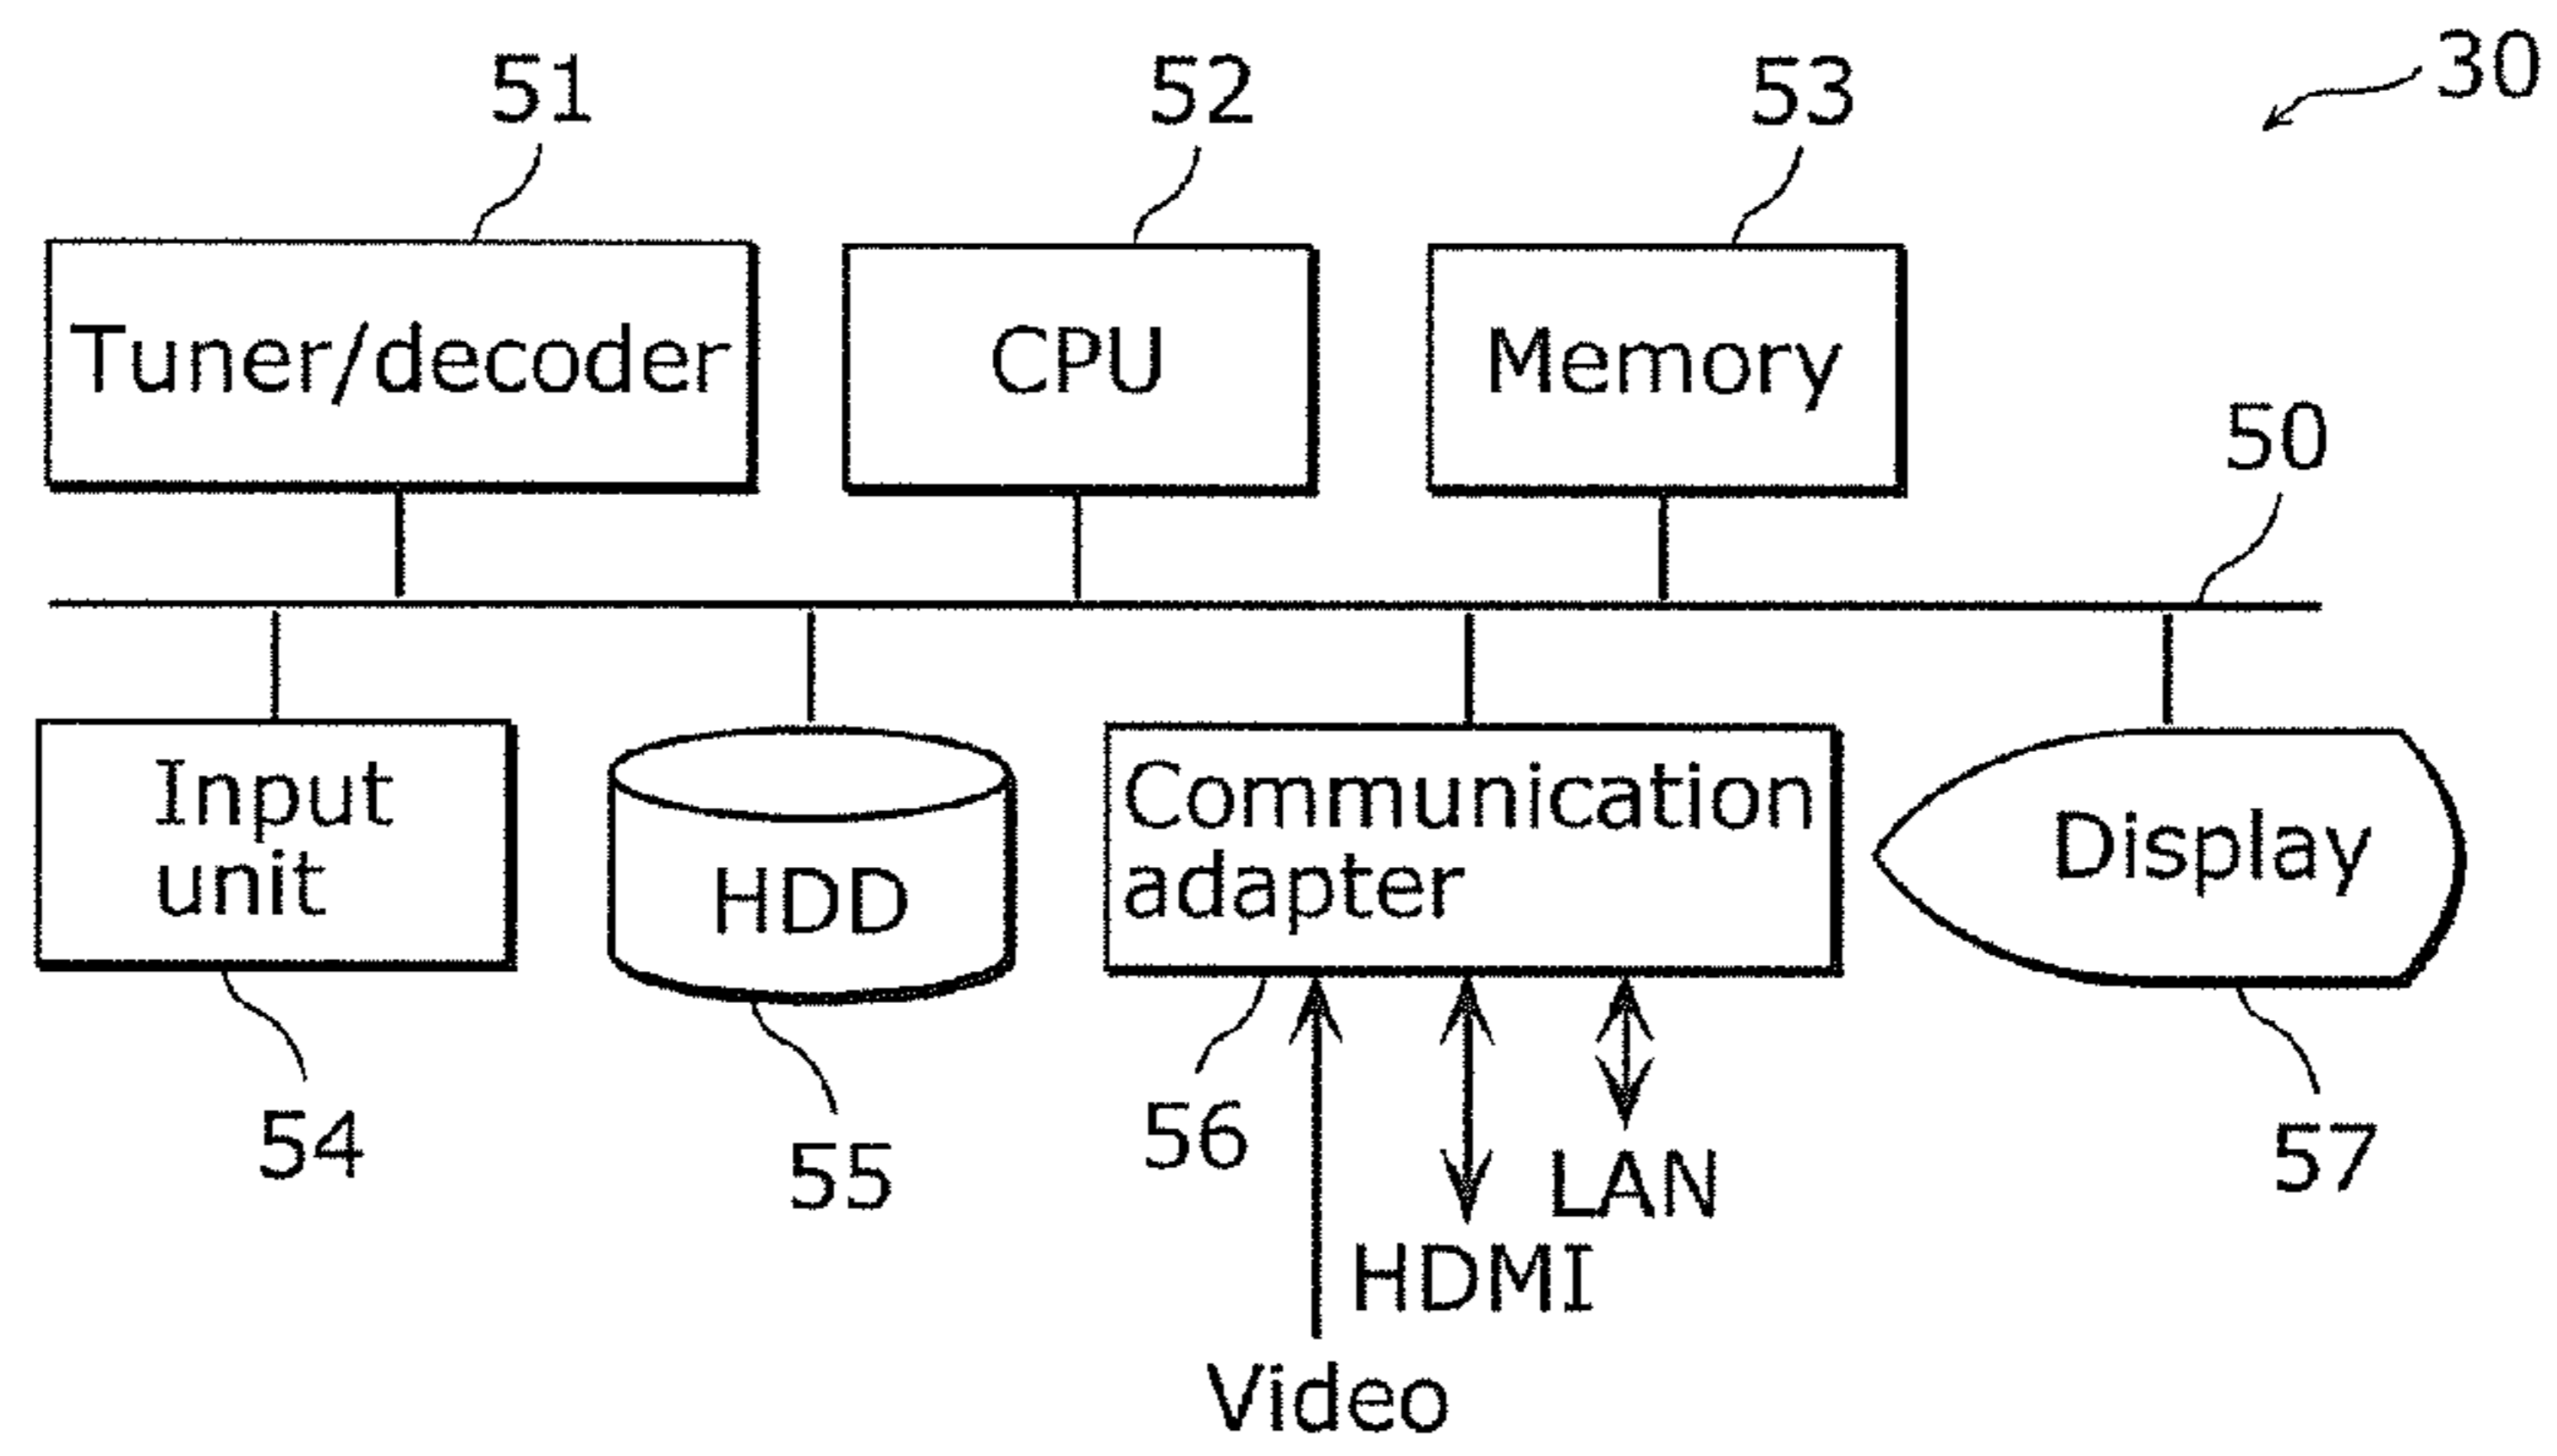 30
51
52
53
Tuner/decoder
CPU
Memory
50
Input
unit
HDD
Communication
adapter
Display
54
55
56
57
LAN
HDMI
Video